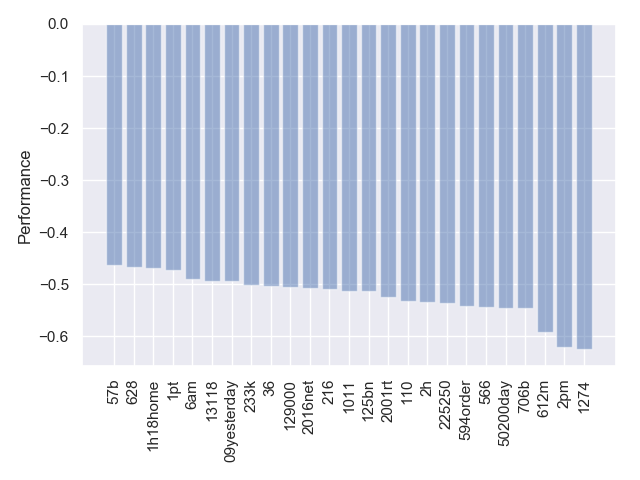 0.0
−0.1
−0.2
−0.3
−0.4
−0.5
−0.6
Performance
57b
628
1h18home
1pt
6am
13118
09yesterday
233k
36
129000
2016net
216
1011
125bn
2001rt
110
2h
225250
594order
566
50200day
706b
612m
2pm
1274